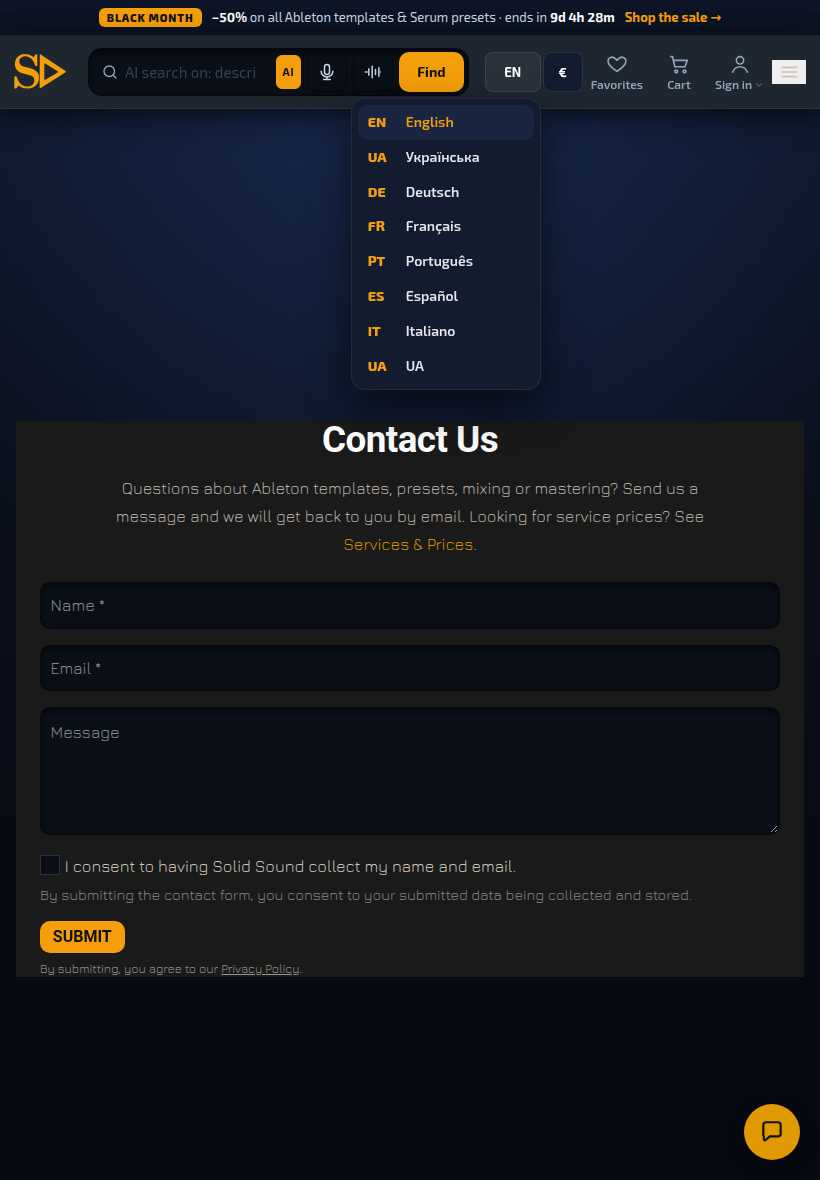 BLACK MONTH −50% on all Ableton templates & Serum presets · ends in 9d 4h 28m Shop the sale →
S AI search on: descri AI Find EN € Favorites Cart Sign in
EN English
UA Українська
DE Deutsch
FR Français
PT Português
ES Español
IT Italiano
UA UA
Contact Us
Questions about Ableton templates, presets, mixing or mastering? Send us a
message and we will get back to you by email. Looking for service prices? See
Services & Prices.
Name *
Email *
Message
I consent to having Solid Sound collect my name and email.
By submitting the contact form, you consent to your submitted data being collected and stored.
SUBMIT
By submitting, you agree to our Privacy Policy.